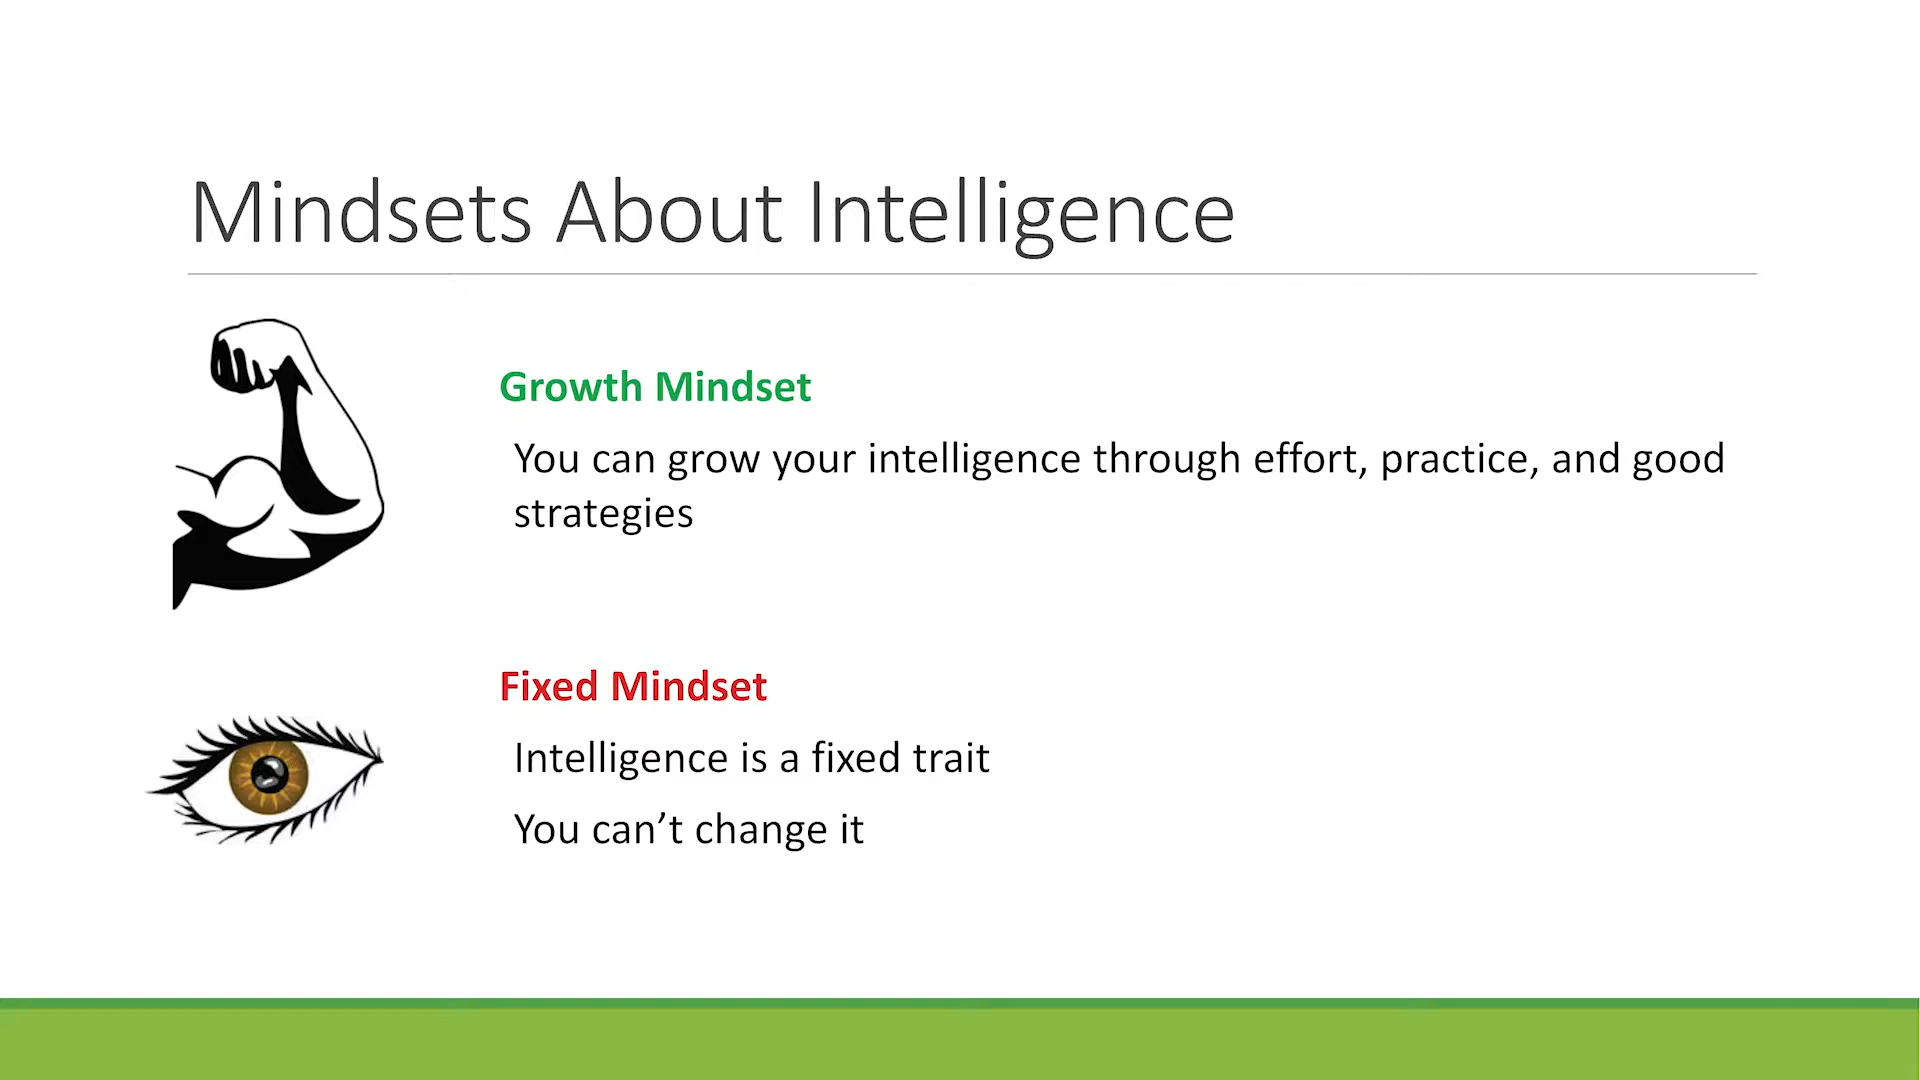 Mindsets About Intelligence
Growth Mindset
You can grow your intelligence through effort, practice, and good
strategies
Fixed Mindset
Intelligence is a fixed trait
You can’t change it